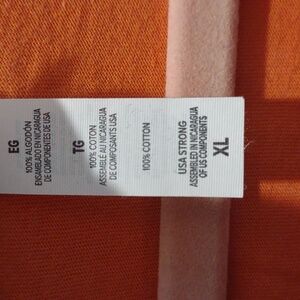 EG
100% ALGODÓN
ENSAMBLADO EN NICARAGUA
DE COMPONENTES DE USA
TG
100% COTON
ASSEMBLÉ AU NICARAGUA
DE COMPOSANTS USA
100% COTTON
USA STRONG
ASSEMBLED IN NICARAGUA
OF US COMPONENTS
XL